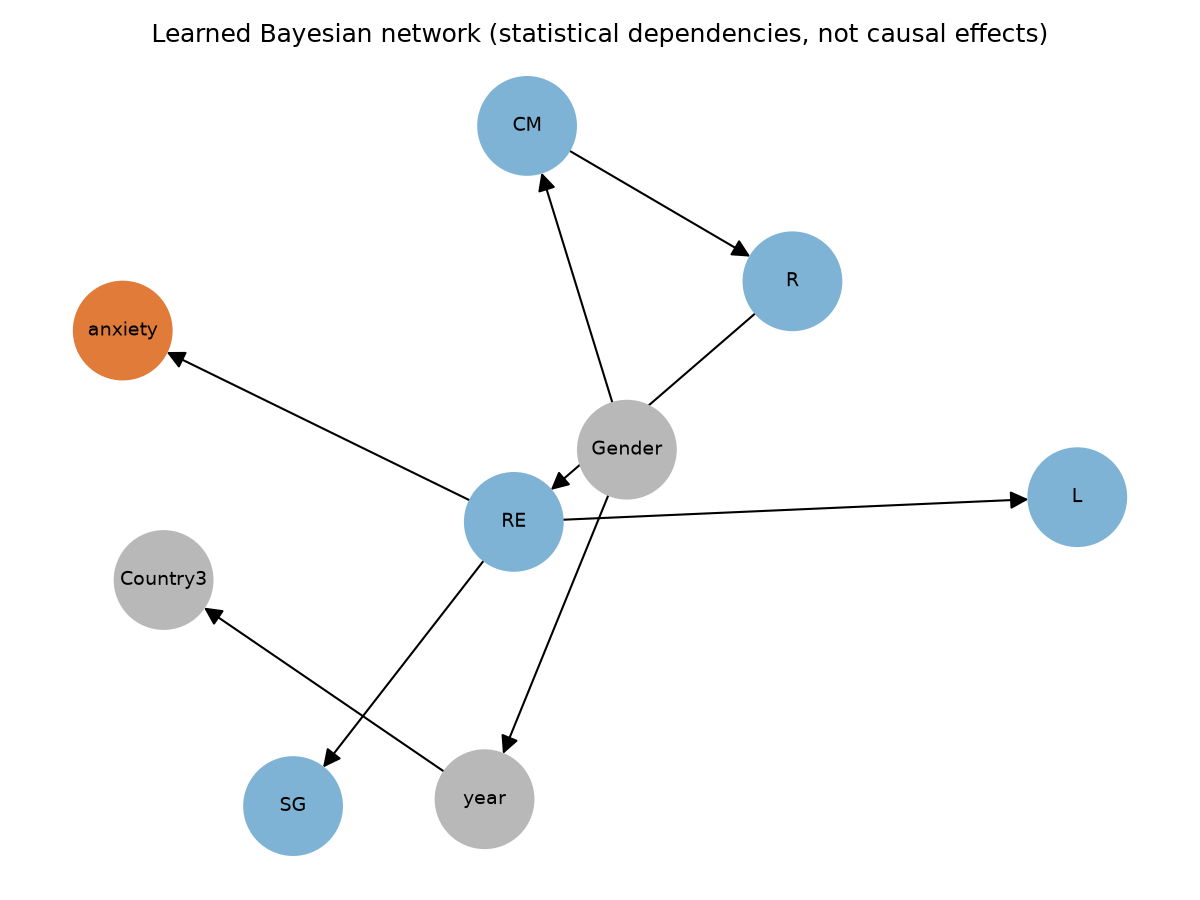 Learned Bayesian network (statistical dependencies, not causal effects)
CM
R
anxiety
Gender
L
RE
Country3
year
SG